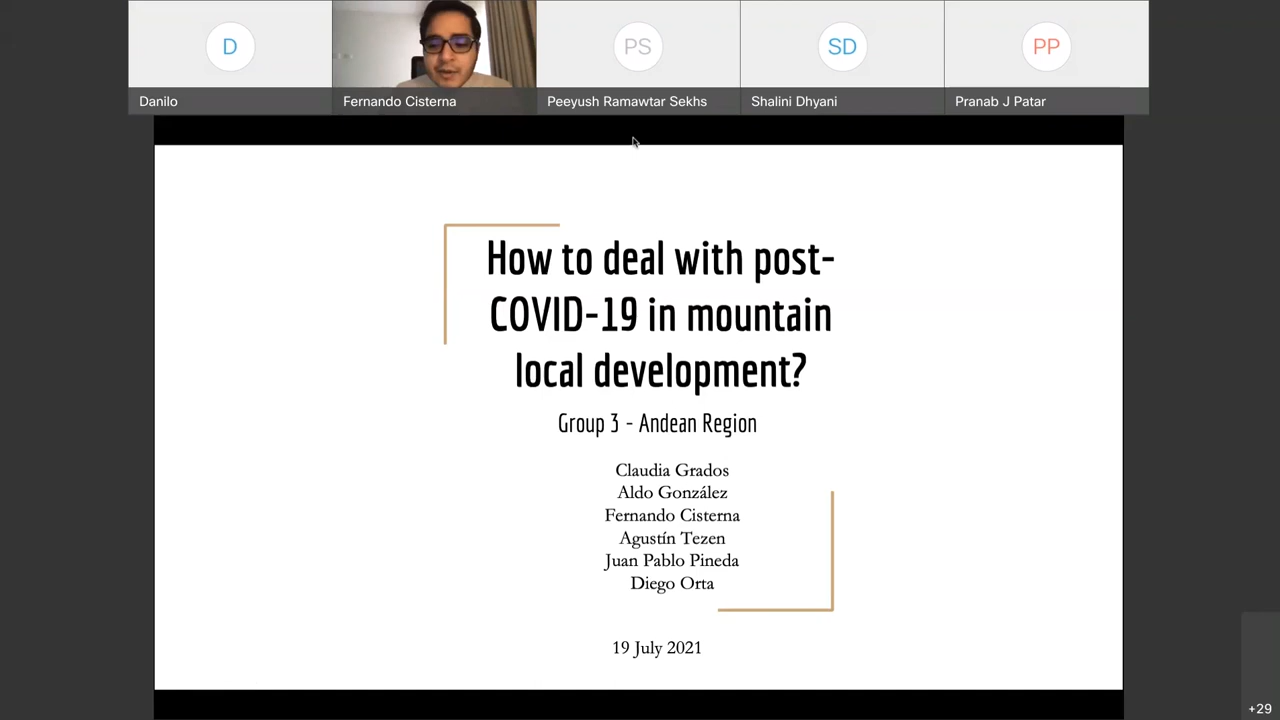 D
PS
SD
PP
Danilo
Fernando Cisterna
Peeyush Ramawtar Sekhs
Shalini Dhyani
Pranab J Patar
How to deal with post-
COVID-19 in mountain
local development?
Group 3 - Andean Region
Claudia Grados
Aldo González
Fernando Cisterna
Agustín Tezen
Juan Pablo Pineda
Diego Orta
19 July 2021
+29